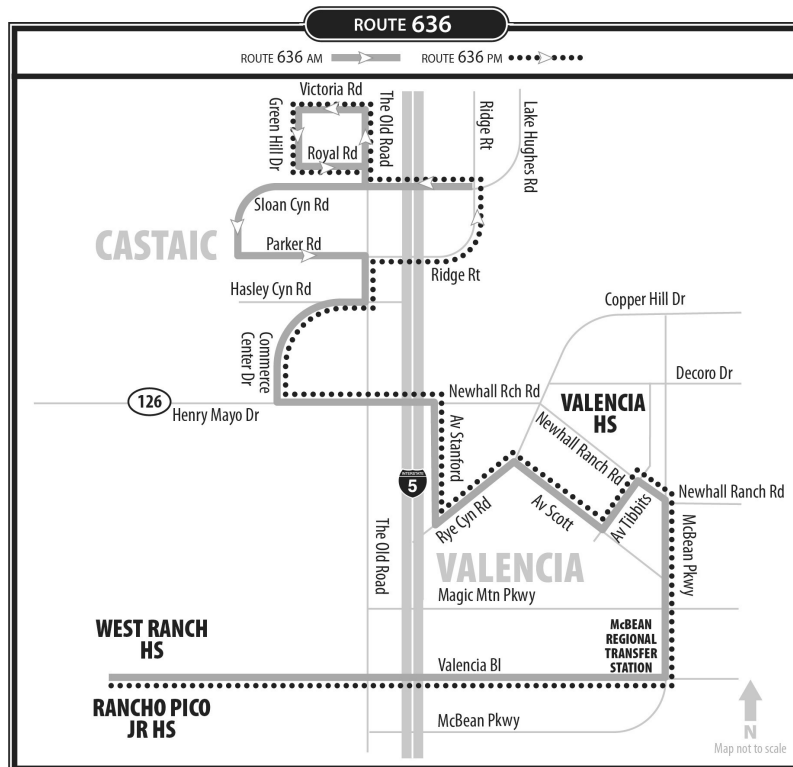 ROUTE 636
ROUTE 636 AM
ROUTE 636 PM
Victoria Rd
Green Hill Dr
The Old Road
Ridge Rt
Lake Hughes Rd
Royal Rd
Sloan Cyn Rd
CASTAIC
Parker Rd
Ridge Rt
Hasley Cyn Rd
Copper Hill Dr
Commerce
Center Dr
Decoro Dr
Newhall Rch Rd
126
Henry Mayo Dr
VALENCIA
HS
Av Stanford
Newhall Ranch Rd
INTERSTATE
5
Newhall Ranch Rd
Rye Cyn Rd
Av Scott
Av Tibbits
McBean Pkwy
The Old Road
VALENCIA
Magic Mtn Pkwy
WEST RANCH
HS
McBEAN
REGIONAL
TRANSFER
STATION
Valencia Bl
RANCHO PICO
JR HS
McBean Pkwy
N
Map not to scale